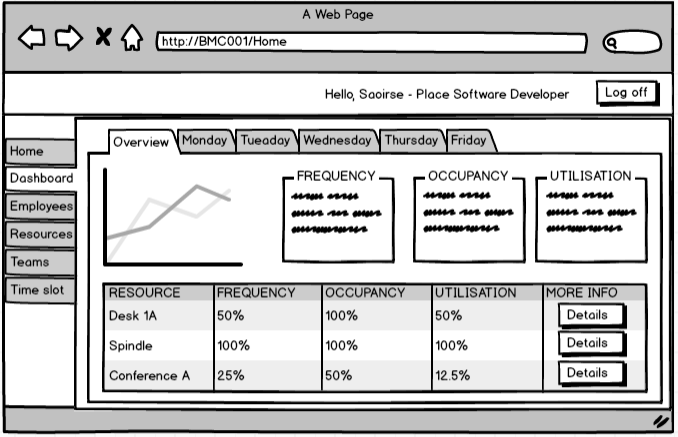 A Web Page
http://BMC001/Home
Hello, Saoirse - Place Software Developer
Log off
Home
Dashboard
Employees
Resources
Teams
Time slot
Overview Monday Tueaday Wednesday Thursday Friday
FREQUENCY OCCUPANCY UTILISATION
RESOURCE FREQUENCY OCCUPANCY UTILISATION MORE INFO
Desk 1A 50% 100% 50% Details
Spindle 100% 100% 100% Details
Conference A 25% 50% 12.5% Details